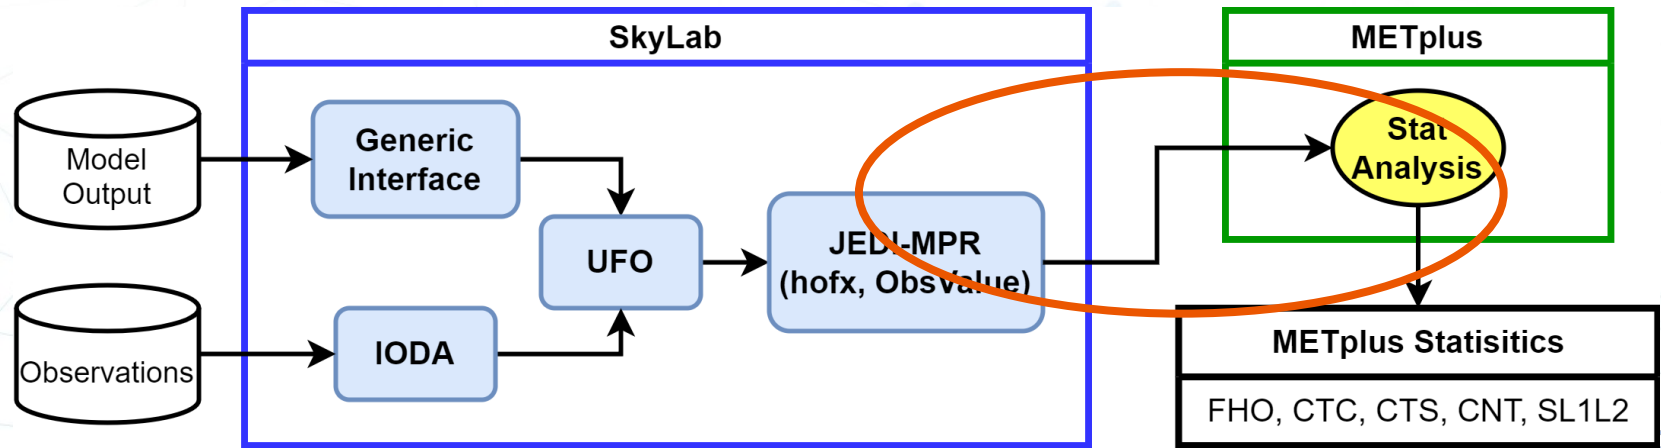 SkyLab
METplus
Model
Output
Generic
Interface
Stat
Analysis
UFO
JEDI-MPR
(hofx, ObsValue)
Observations
IODA
METplus Statisitics
FHO, CTC, CTS, CNT, SL1L2